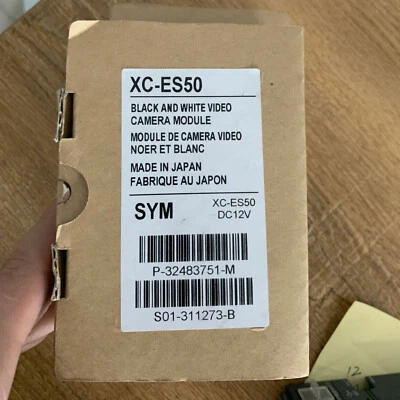 XC-ES50
BLACK AND WHITE VIDEO
CAMERA MODULE
MODULE DE CAMERA VIDEO
NOER ET BLANC
MADE IN JAPAN
FABRIQUE AU JAPON
SYM
XC-ES50
DC12V
P-32483751-M
S01-311273-B
12